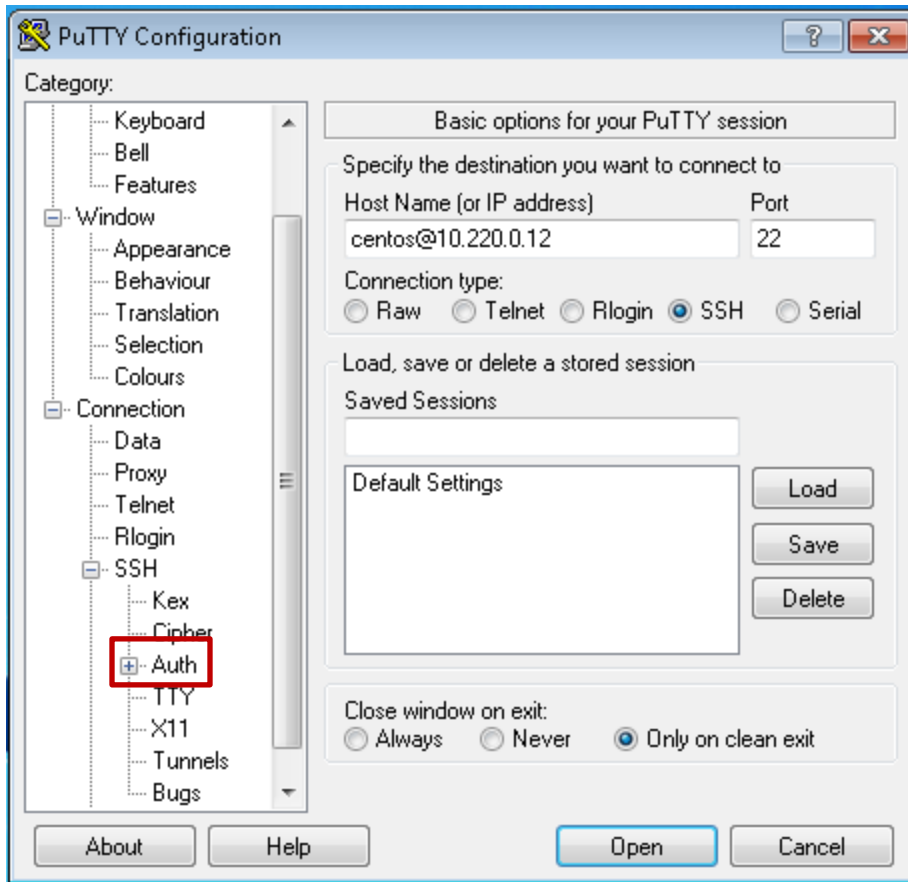 PuTTY Configuration
Category:
Keyboard
Bell
Features
Window
Appearance
Behaviour
Translation
Selection
Colours
Connection
Data
Proxy
Telnet
Rlogin
SSH
Kex
Cipher
Auth
TTY
X11
Tunnels
Bugs
Basic options for your PuTTY session
Specify the destination you want to connect to
Host Name (or IP address) Port
centos@10.220.0.12 22
Connection type:
Raw Telnet Rlogin SSH Serial
Load, save or delete a stored session
Saved Sessions
Default Settings
Load
Save
Delete
Close window on exit:
Always Never Only on clean exit
About Help Open Cancel